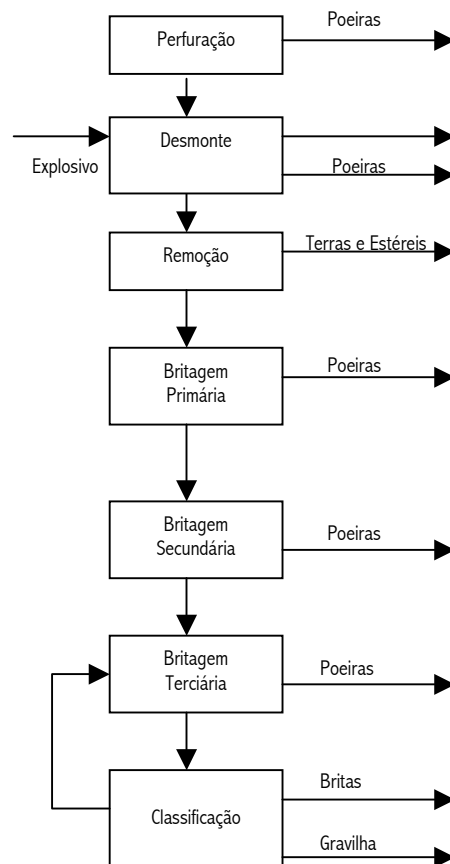 Poeiras
Perfuração
Desmonte
Explosivo
Poeiras
Remoção
Terras e Estéreis
Britagem
Primária
Poeiras
Britagem
Secundária
Poeiras
Britagem
Terciária
Poeiras
Britas
Classificação
Gravilha